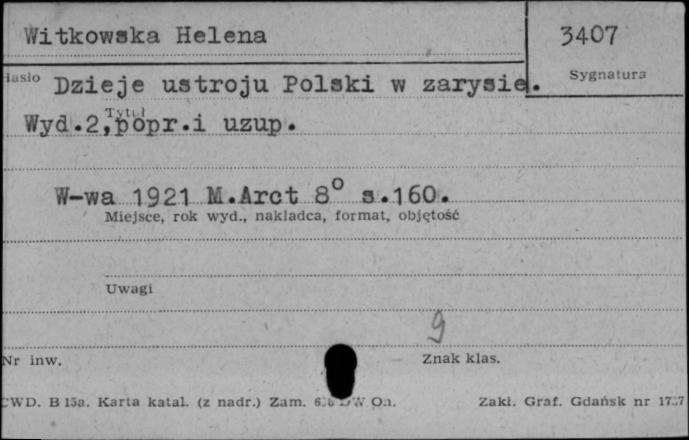 Witkowska Helena
3407
Hasło
Sygnatura
Dzieje ustroju Polski w zarysie.
Tytuł
Wyd.2,popr.i uzup.
W-wa 1921 M.Arct 8° s.160.
Miejsce, rok wyd., nakładca, format, objętość
Uwagi
9
Nr inw.
Znak klas.
CWD. B 15a. Karta katal. (z nadr.) Zam.
Zakł. Graf. Gdańsk nr